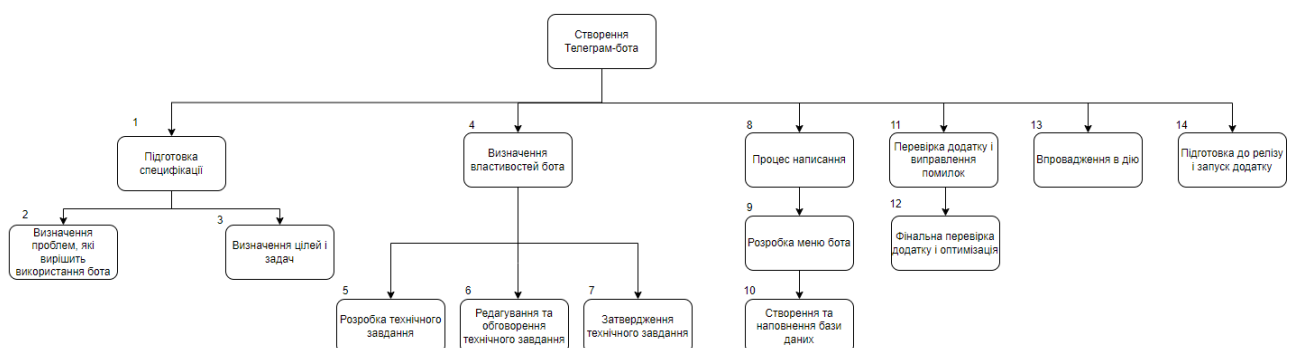 Створення
Телеграм-бота
1
Підготовка
специфікації
4
Визначення
властивостей бота
8
Процес написання
11
Перевірка додатку і
виправлення
помилок
13
Впровадження в дію
14
Підготовка до релізу
і запуск додатку
2
Визначення
проблем, які
вирішить
використання бота
3
Визначення цілей і
задач
9
Розробка меню бота
12
Фінальна перевірка
додатку і оптимізація
5
Розробка технічного
завдання
6
Редагування та
обговорення
технічного завдання
7
Затвердження
технічного завдання
10
Створення та
наповнення бази
даних